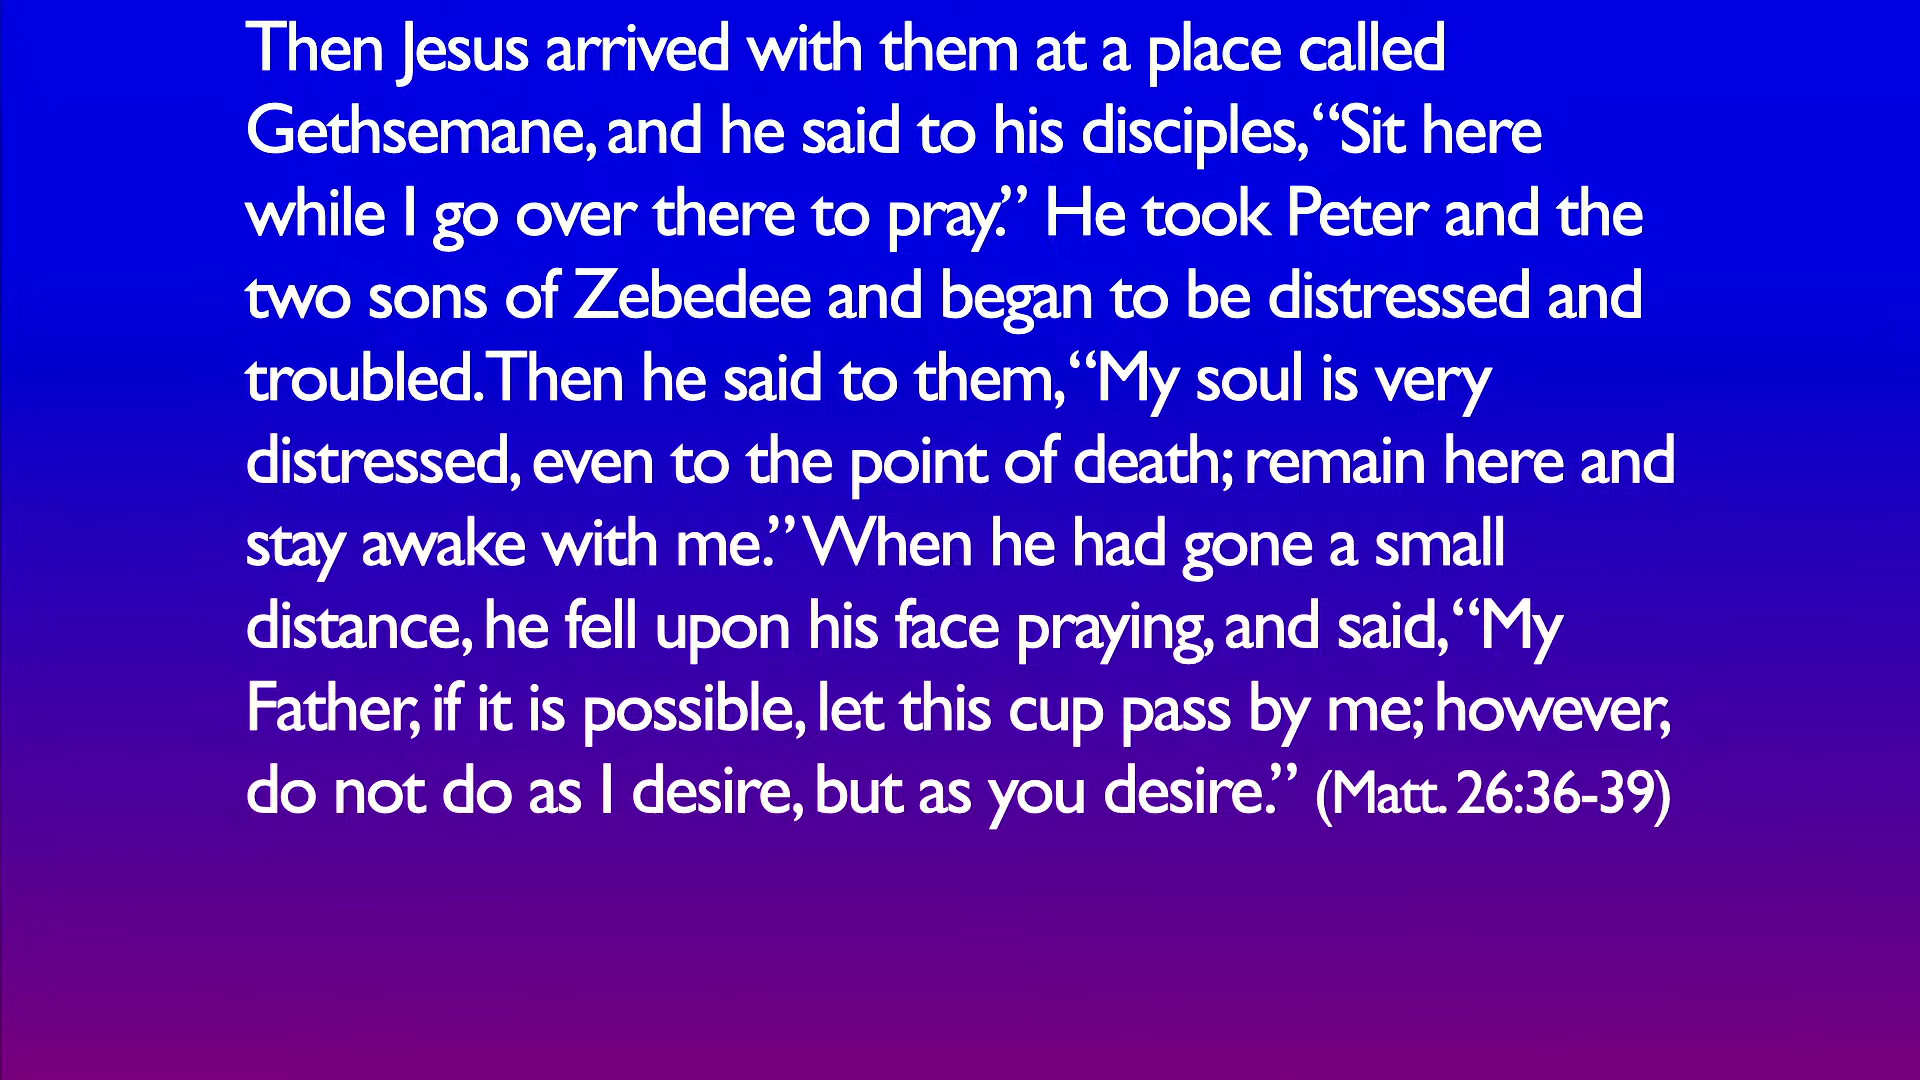 Then Jesus arrived with them at a place called
Gethsemane, and he said to his disciples, “Sit here
while I go over there to pray.” He took Peter and the
two sons of Zebedee and began to be distressed and
troubled. Then he said to them, “My soul is very
distressed, even to the point of death; remain here and
stay awake with me.” When he had gone a small
distance, he fell upon his face praying, and said, “My
Father, if it is possible, let this cup pass by me; however,
do not do as I desire, but as you desire.” (Matt. 26:36-39)